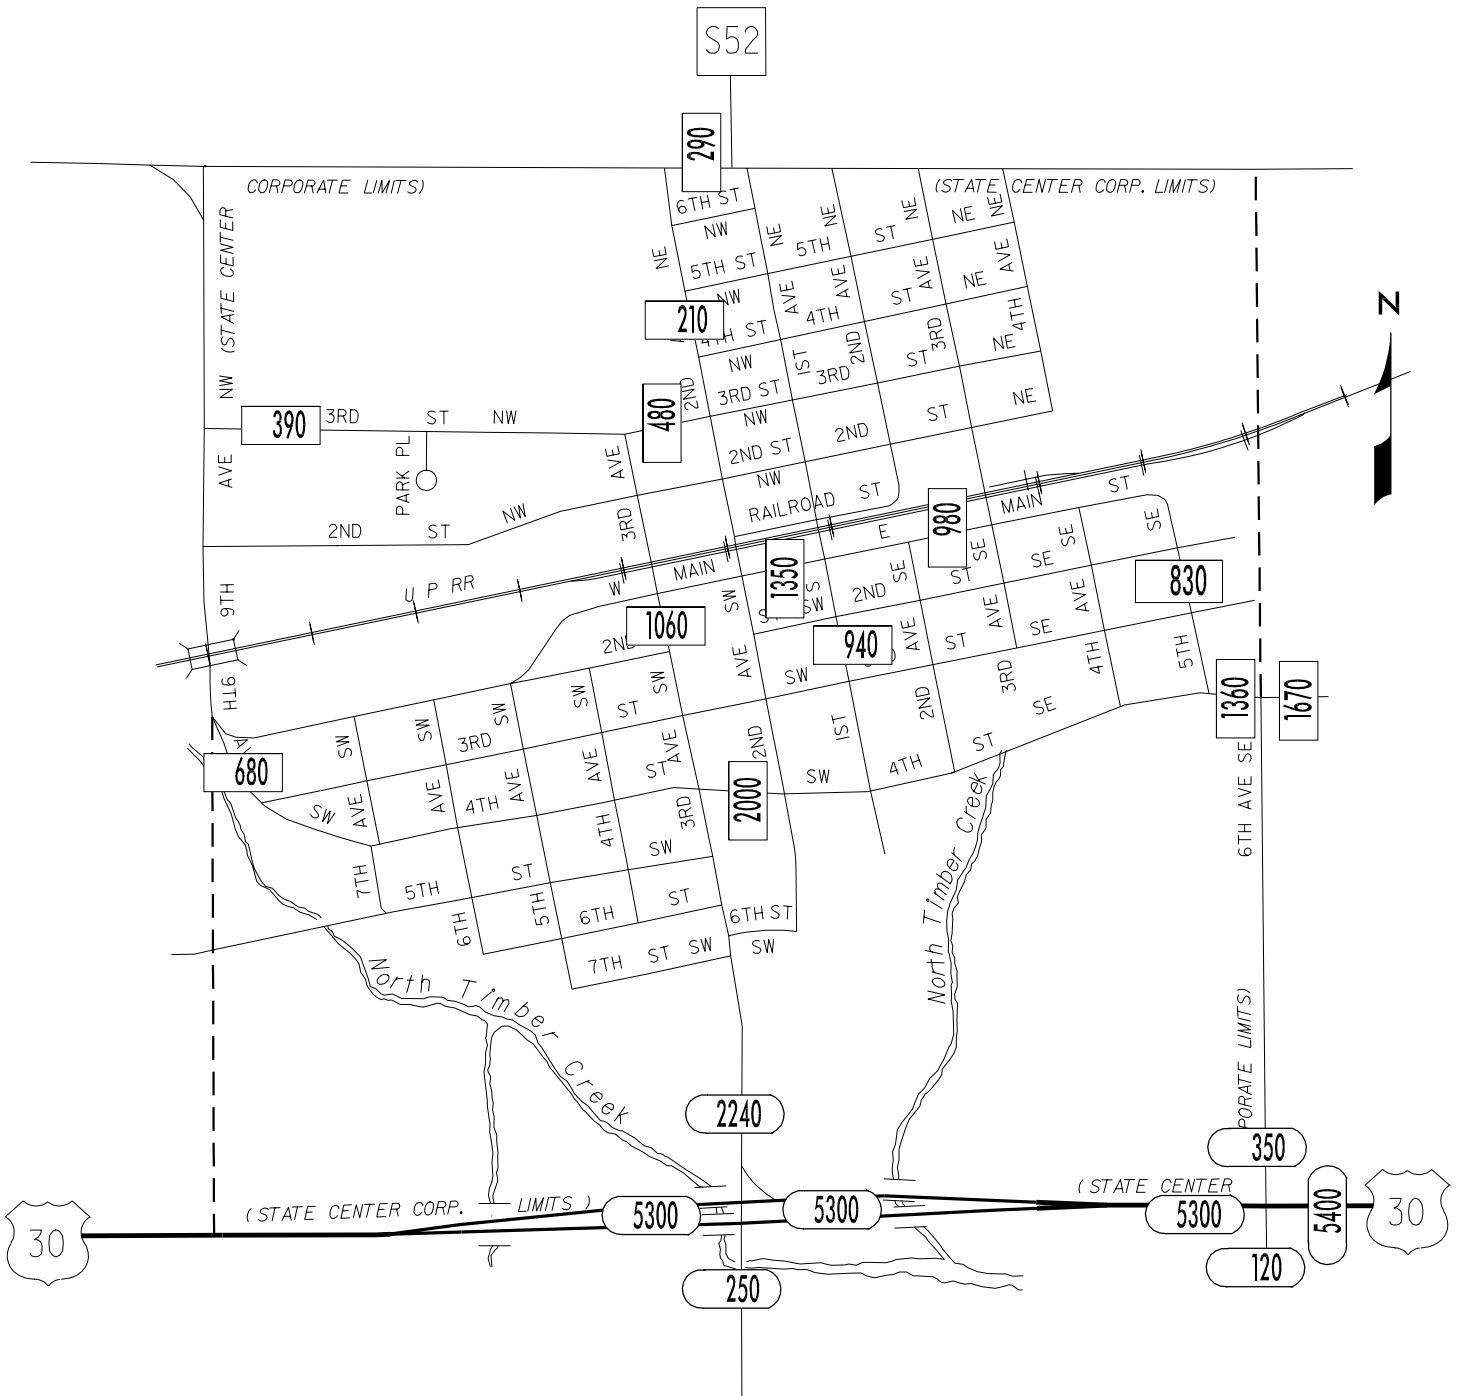 S52
290
CORPORATE LIMITS)
(STATE CENTER CORP. LIMITS)
NW (STATE CENTER
6TH ST
NW
NE
NE
NE
NE
NE
NE
NE
5TH
ST
5TH ST
NW
AVE
AVE
AVE
AVE
NE
4TH
ST
210
ST
NW
1ST
2ND
3RD
4TH
NE
3RD
ST
3RD ST
NW
2ND
480
390
3RD
ST
NW
NE
ST
2ND
2ND ST
NW
AVE
AVE
PARK PL
RAILROAD
ST
NW
2ND
ST
3RD
980
MAIN
ST
E
MAIN
W
U P RR
9TH
9TH
1350
SW
SW
2ND
SE
ST
SE
SE
SE
SE
830
1060
2ND
940
AVE
AVE
AVE
AVE
ST
SE
SW
SW
SW
SW
SW
SW
SW
ST
3RD
2ND
1ST
2ND
3RD
4TH
5TH
SE
1360
1670
680
AVE
AVE
AVE
AVE
AVE
ST
2000
SW
4TH
ST
4TH
SW
3RD
4TH
SW
7TH
5TH
ST
6TH
5TH
6TH
ST
6TH ST
SW
7TH
ST
SW
6TH AVE SE
North Timber Creek
North Timber Creek
PORATE LIMITS)
2240
350
(STATE CENTER CORP. LIMITS )
(STATE CENTER
5300
5300
5300
5400
30
30
120
250
N